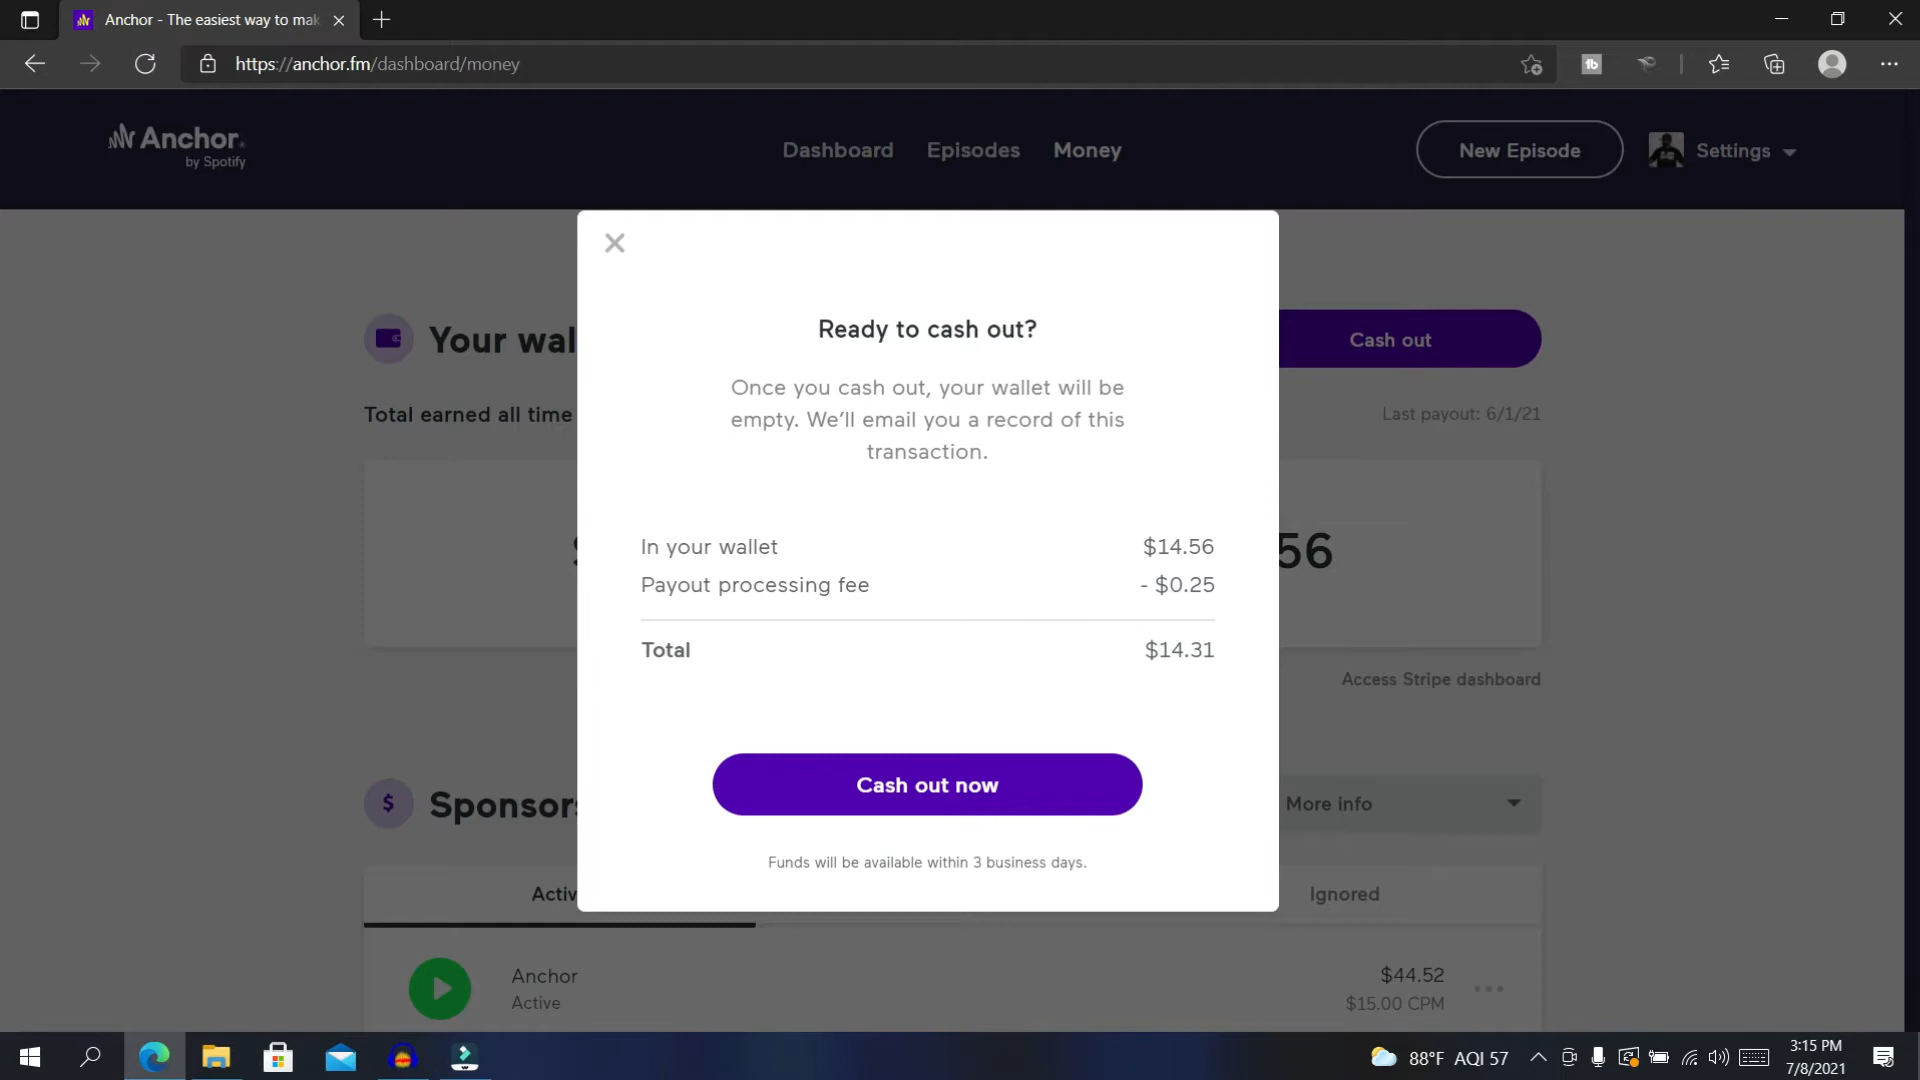 Anchor - The easiest way to mak
https://anchor.fm/dashboard/money
Anchor
by Spotify
Dashboard
Episodes
Money
New Episode
Settings
Ready to cash out?
Your wal
Cash out
Once you cash out, your wallet will be
empty. We'll email you a record of this
transaction.
Total earned all time
Last payout: 6/1/21
In your wallet
$14.56
56
Payout processing fee
- $0.25
Total
$14.31
Access Stripe dashboard
Cash out now
$
Sponsors
More info
Funds will be available within 3 business days.
Activ
Ignored
Anchor
Active
$44.52
$15.00 CPM
88°F AQI 57
3:15 PM
7/8/2021